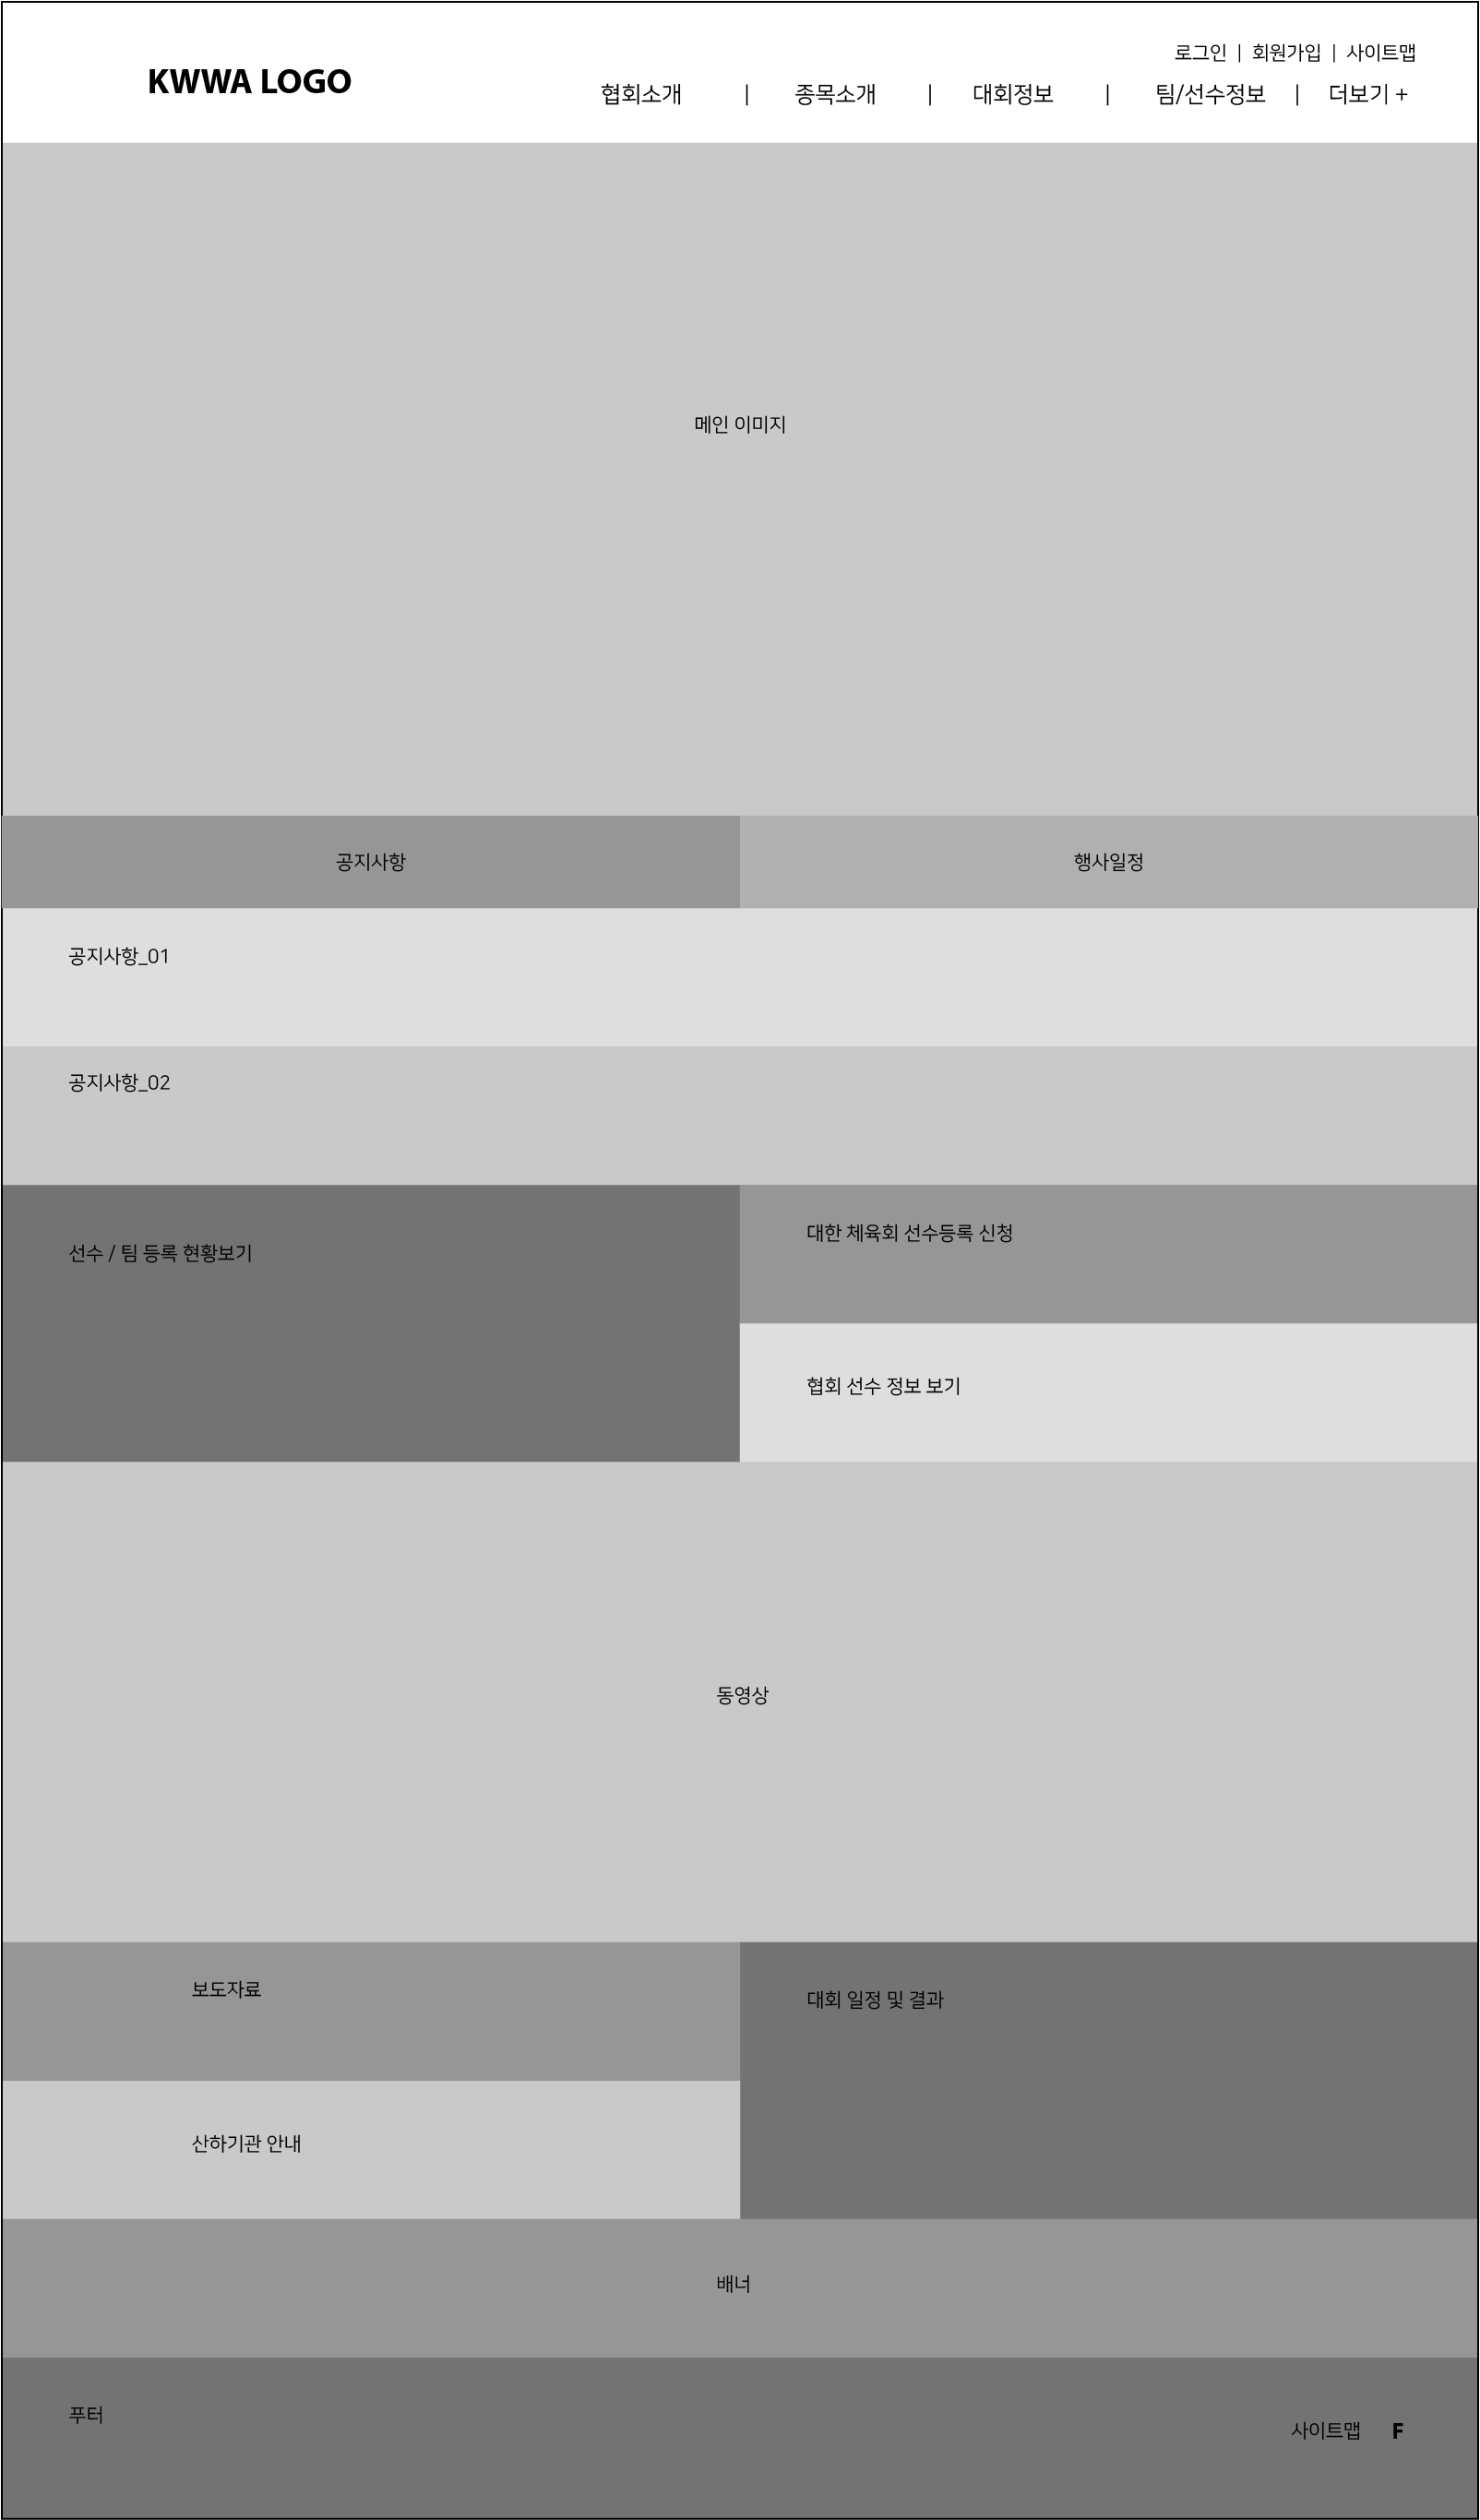 로그인 | 회원가입 | 사이트맵
KWWA LOGO
협회소개 | 종목소개 | 대회정보 | 팀/선수정보 | 더보기 +
메인 이미지
공지사항
행사일정
공지사항_01
공지사항_02
선수 / 팀 등록 현황보기
대한 체육회 선수등록 신청
협회 선수 정보 보기
동영상
보도자료
대회 일정 및 결과
산하기관 안내
배너
푸터
사이트맵 F